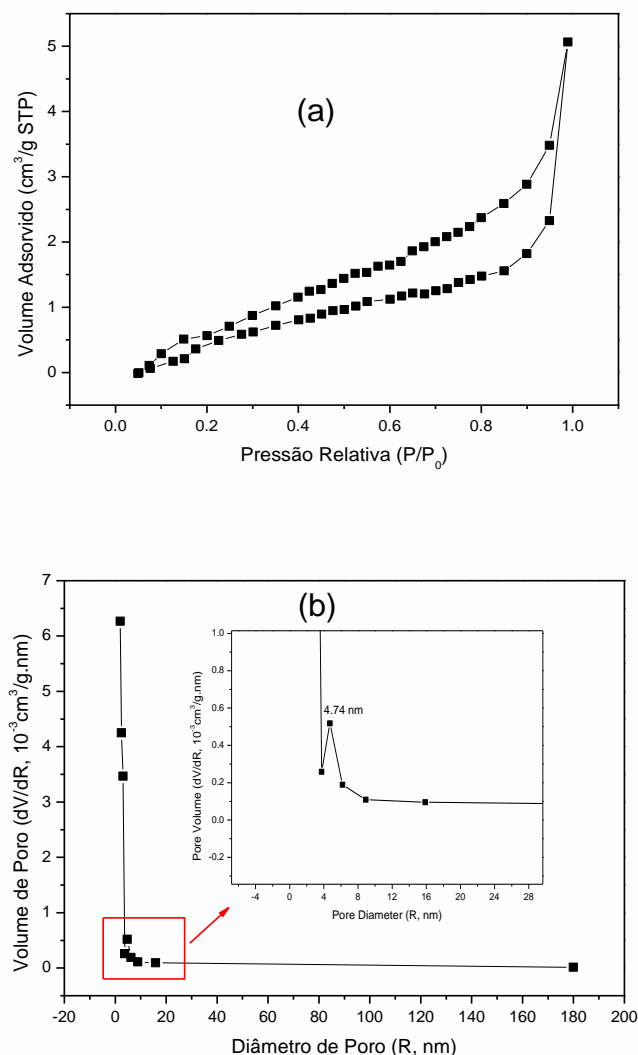 (a)
Volume Adsorvido (cm³/g STP)
5
4
3
2
1
0
0.0 0.2 0.4 0.6 0.8 1.0
Pressão Relativa (P/P₀)
(b)
Volume de Poro (dV/dR, 10⁻³cm³/g.nm)
7
6
5
4
3
2
1
0
Pore Volume (dV/dR, 10⁻³cm³/g.nm)
1.0
0.8
0.6
0.4
0.2
0.0
-0.2
4.74 nm
-4 0 4 8 12 16 20 24 28
Pore Diameter (R, nm)
-20 0 20 40 60 80 100 120 140 160 180 200
Diâmetro de Poro (R, nm)